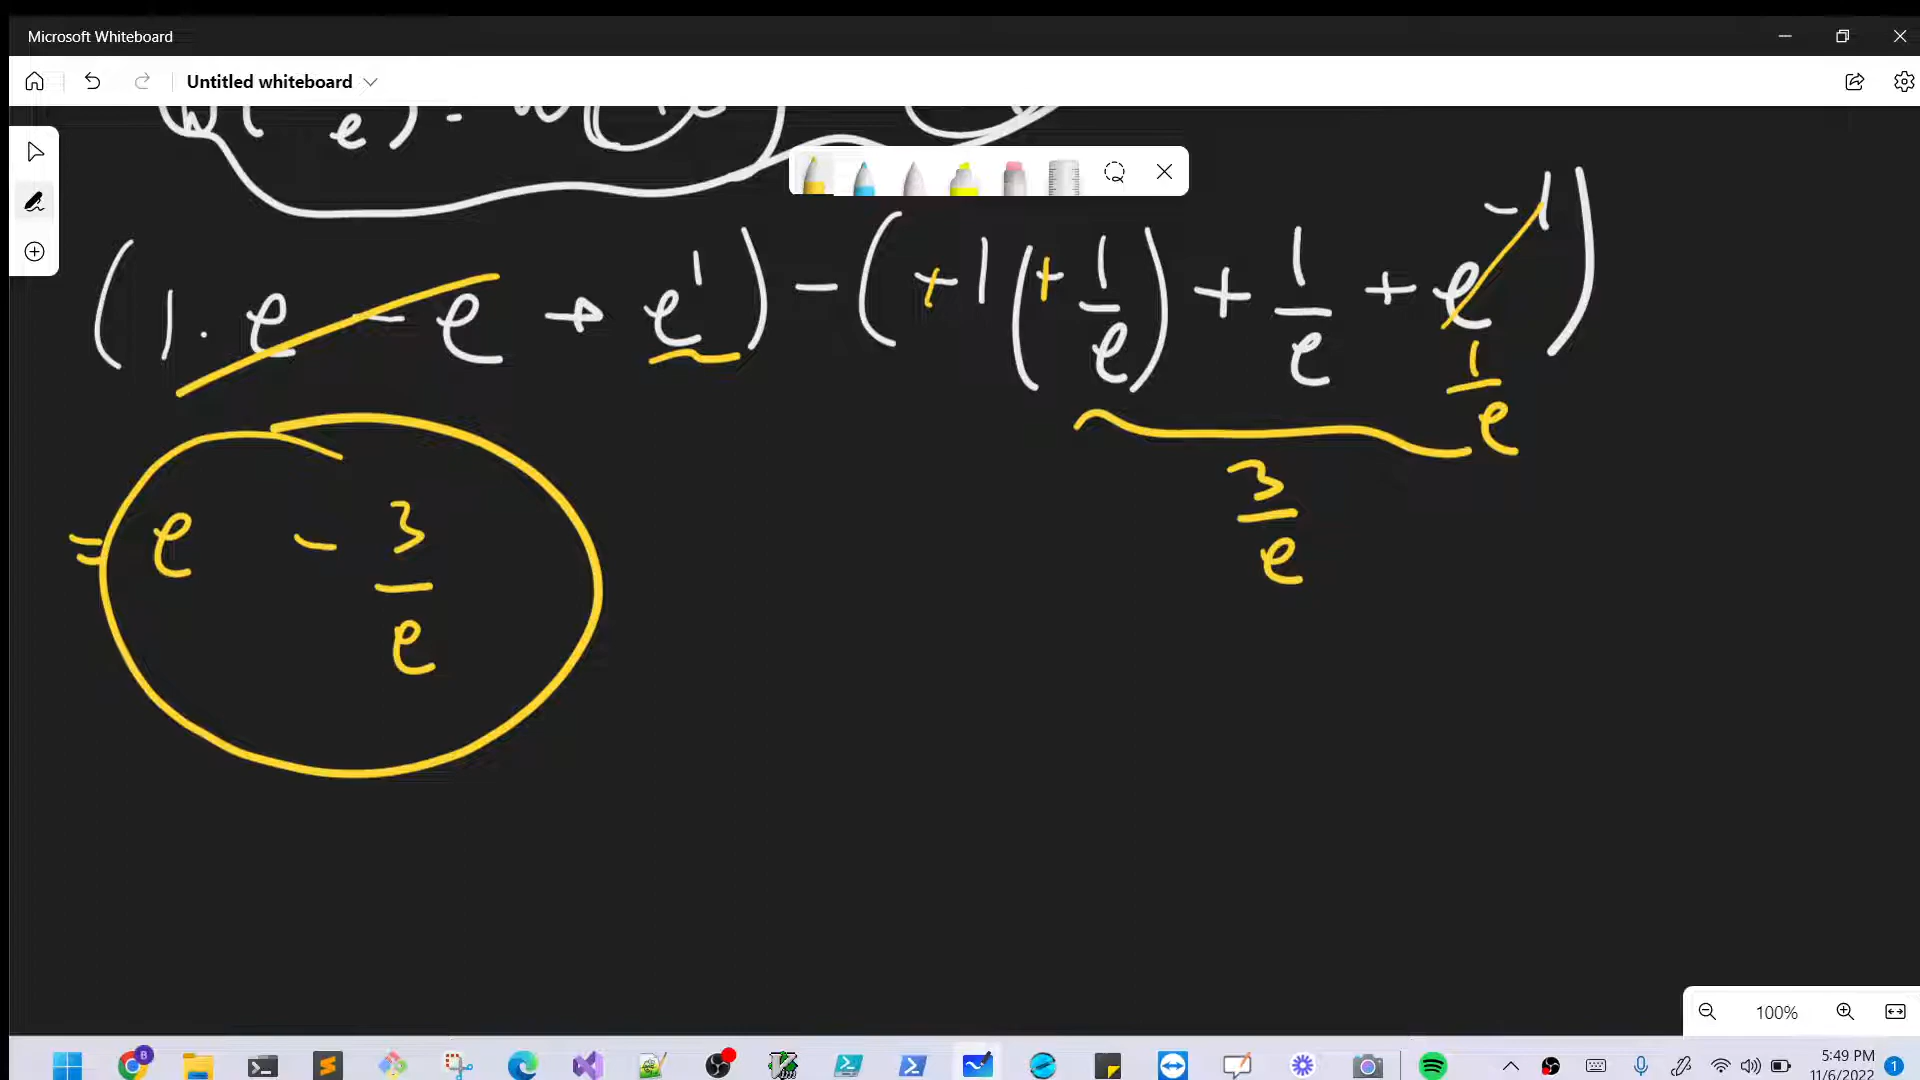 Microsoft Whiteboard
Untitled whiteboard
(1 · e - e + e¹) - (+1(+1/e) + 1/e + e⁻¹)
1/e
3/e
= e - 3/e
100%
B
5:49 PM
11/6/2022
1